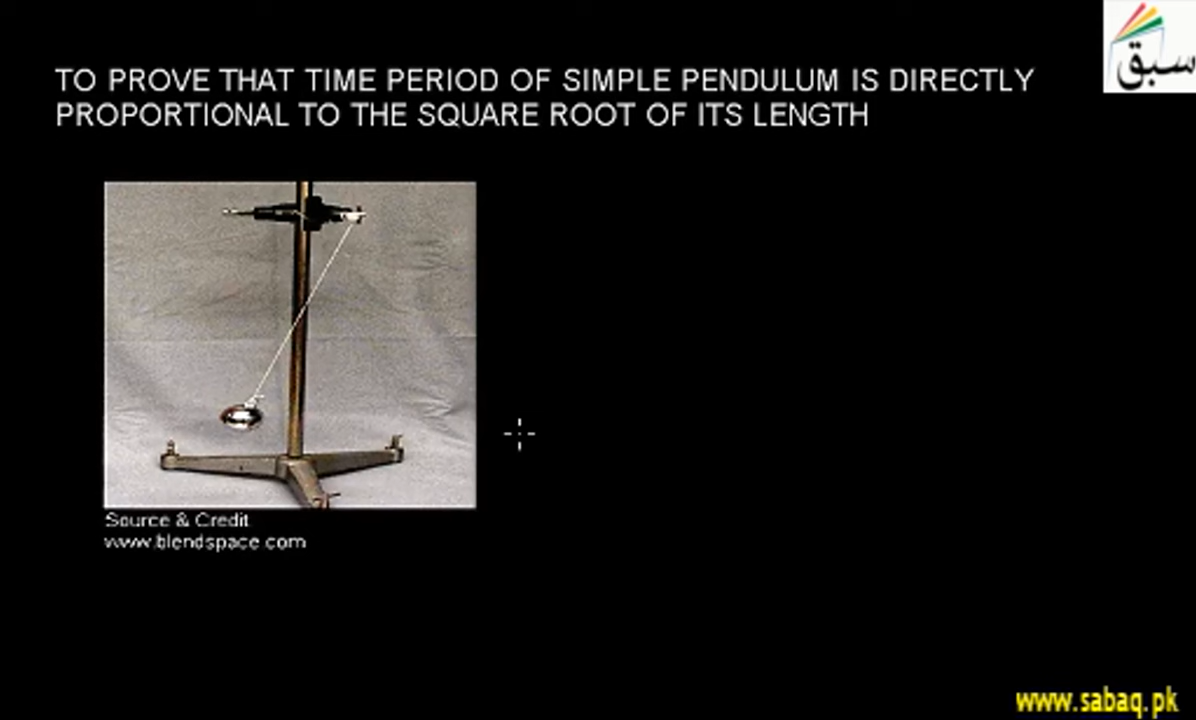 سبق
TO PROVE THAT TIME PERIOD OF SIMPLE PENDULUM IS DIRECTLY
PROPORTIONAL TO THE SQUARE ROOT OF ITS LENGTH
Source & Credit
www.blendspace.com
www.sabaq.pk